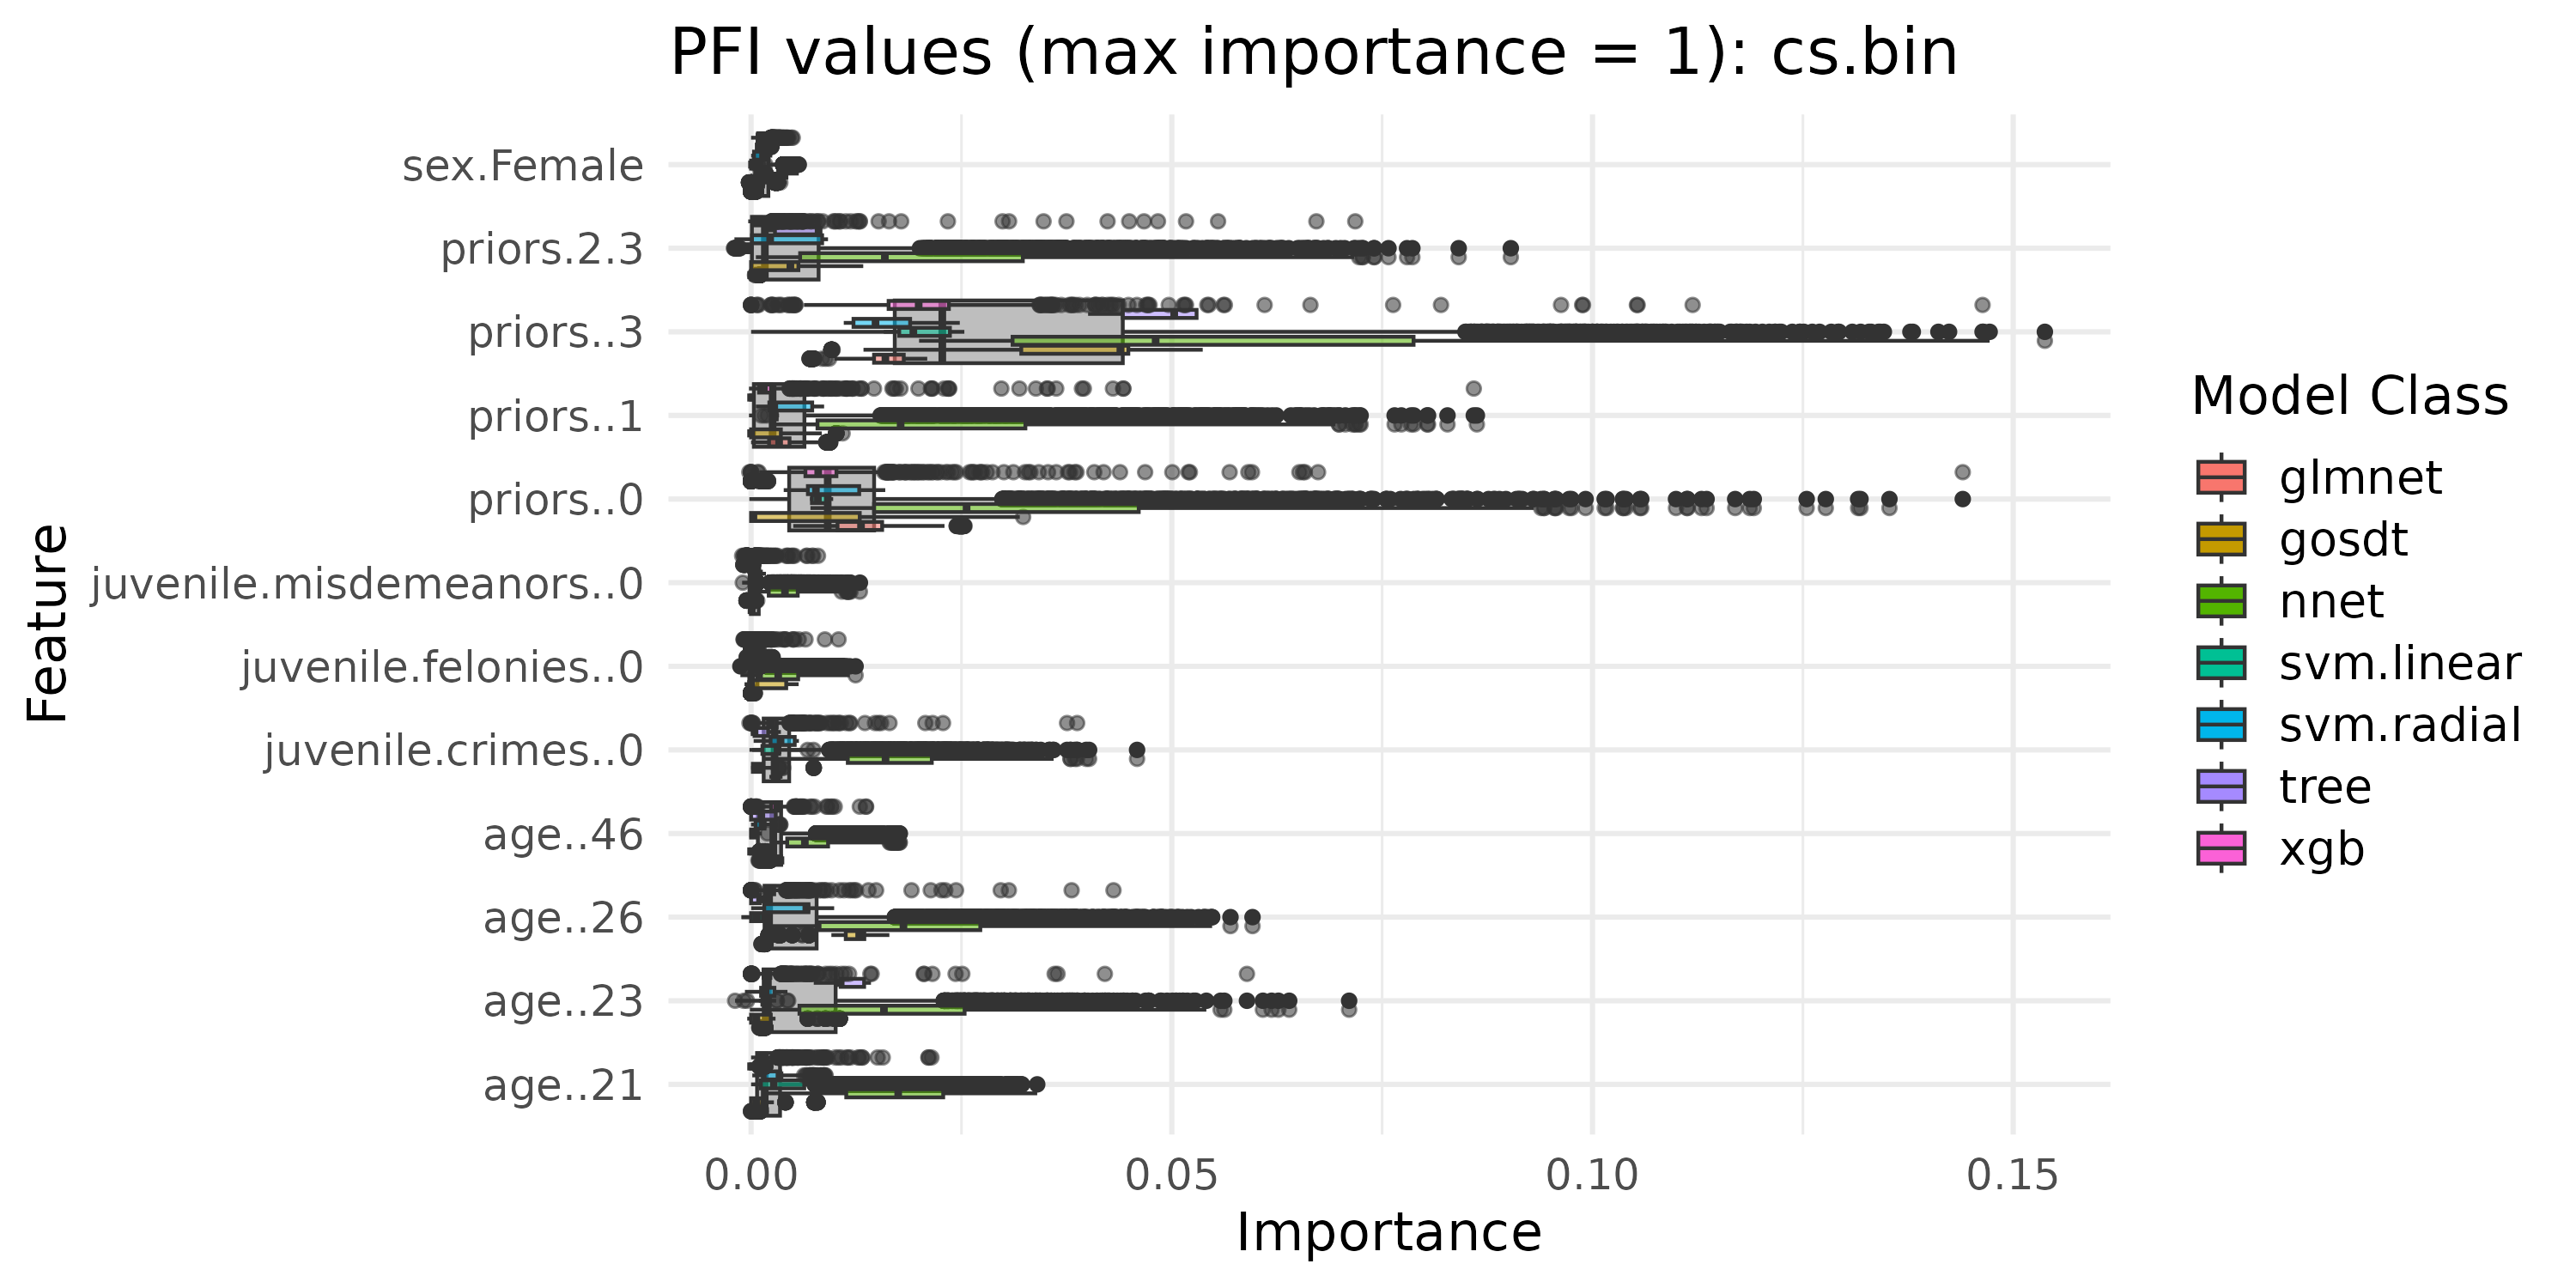 PFI values (max importance = 1): cs.bin
Feature
sex.Female
priors.2.3
priors..3
priors..1
priors..0
juvenile.misdemeanors..0
juvenile.felonies..0
juvenile.crimes..0
age..46
age..26
age..23
age..21
0.00
0.05
0.10
0.15
Importance
Model Class
glmnet
gosdt
nnet
svm.linear
svm.radial
tree
xgb